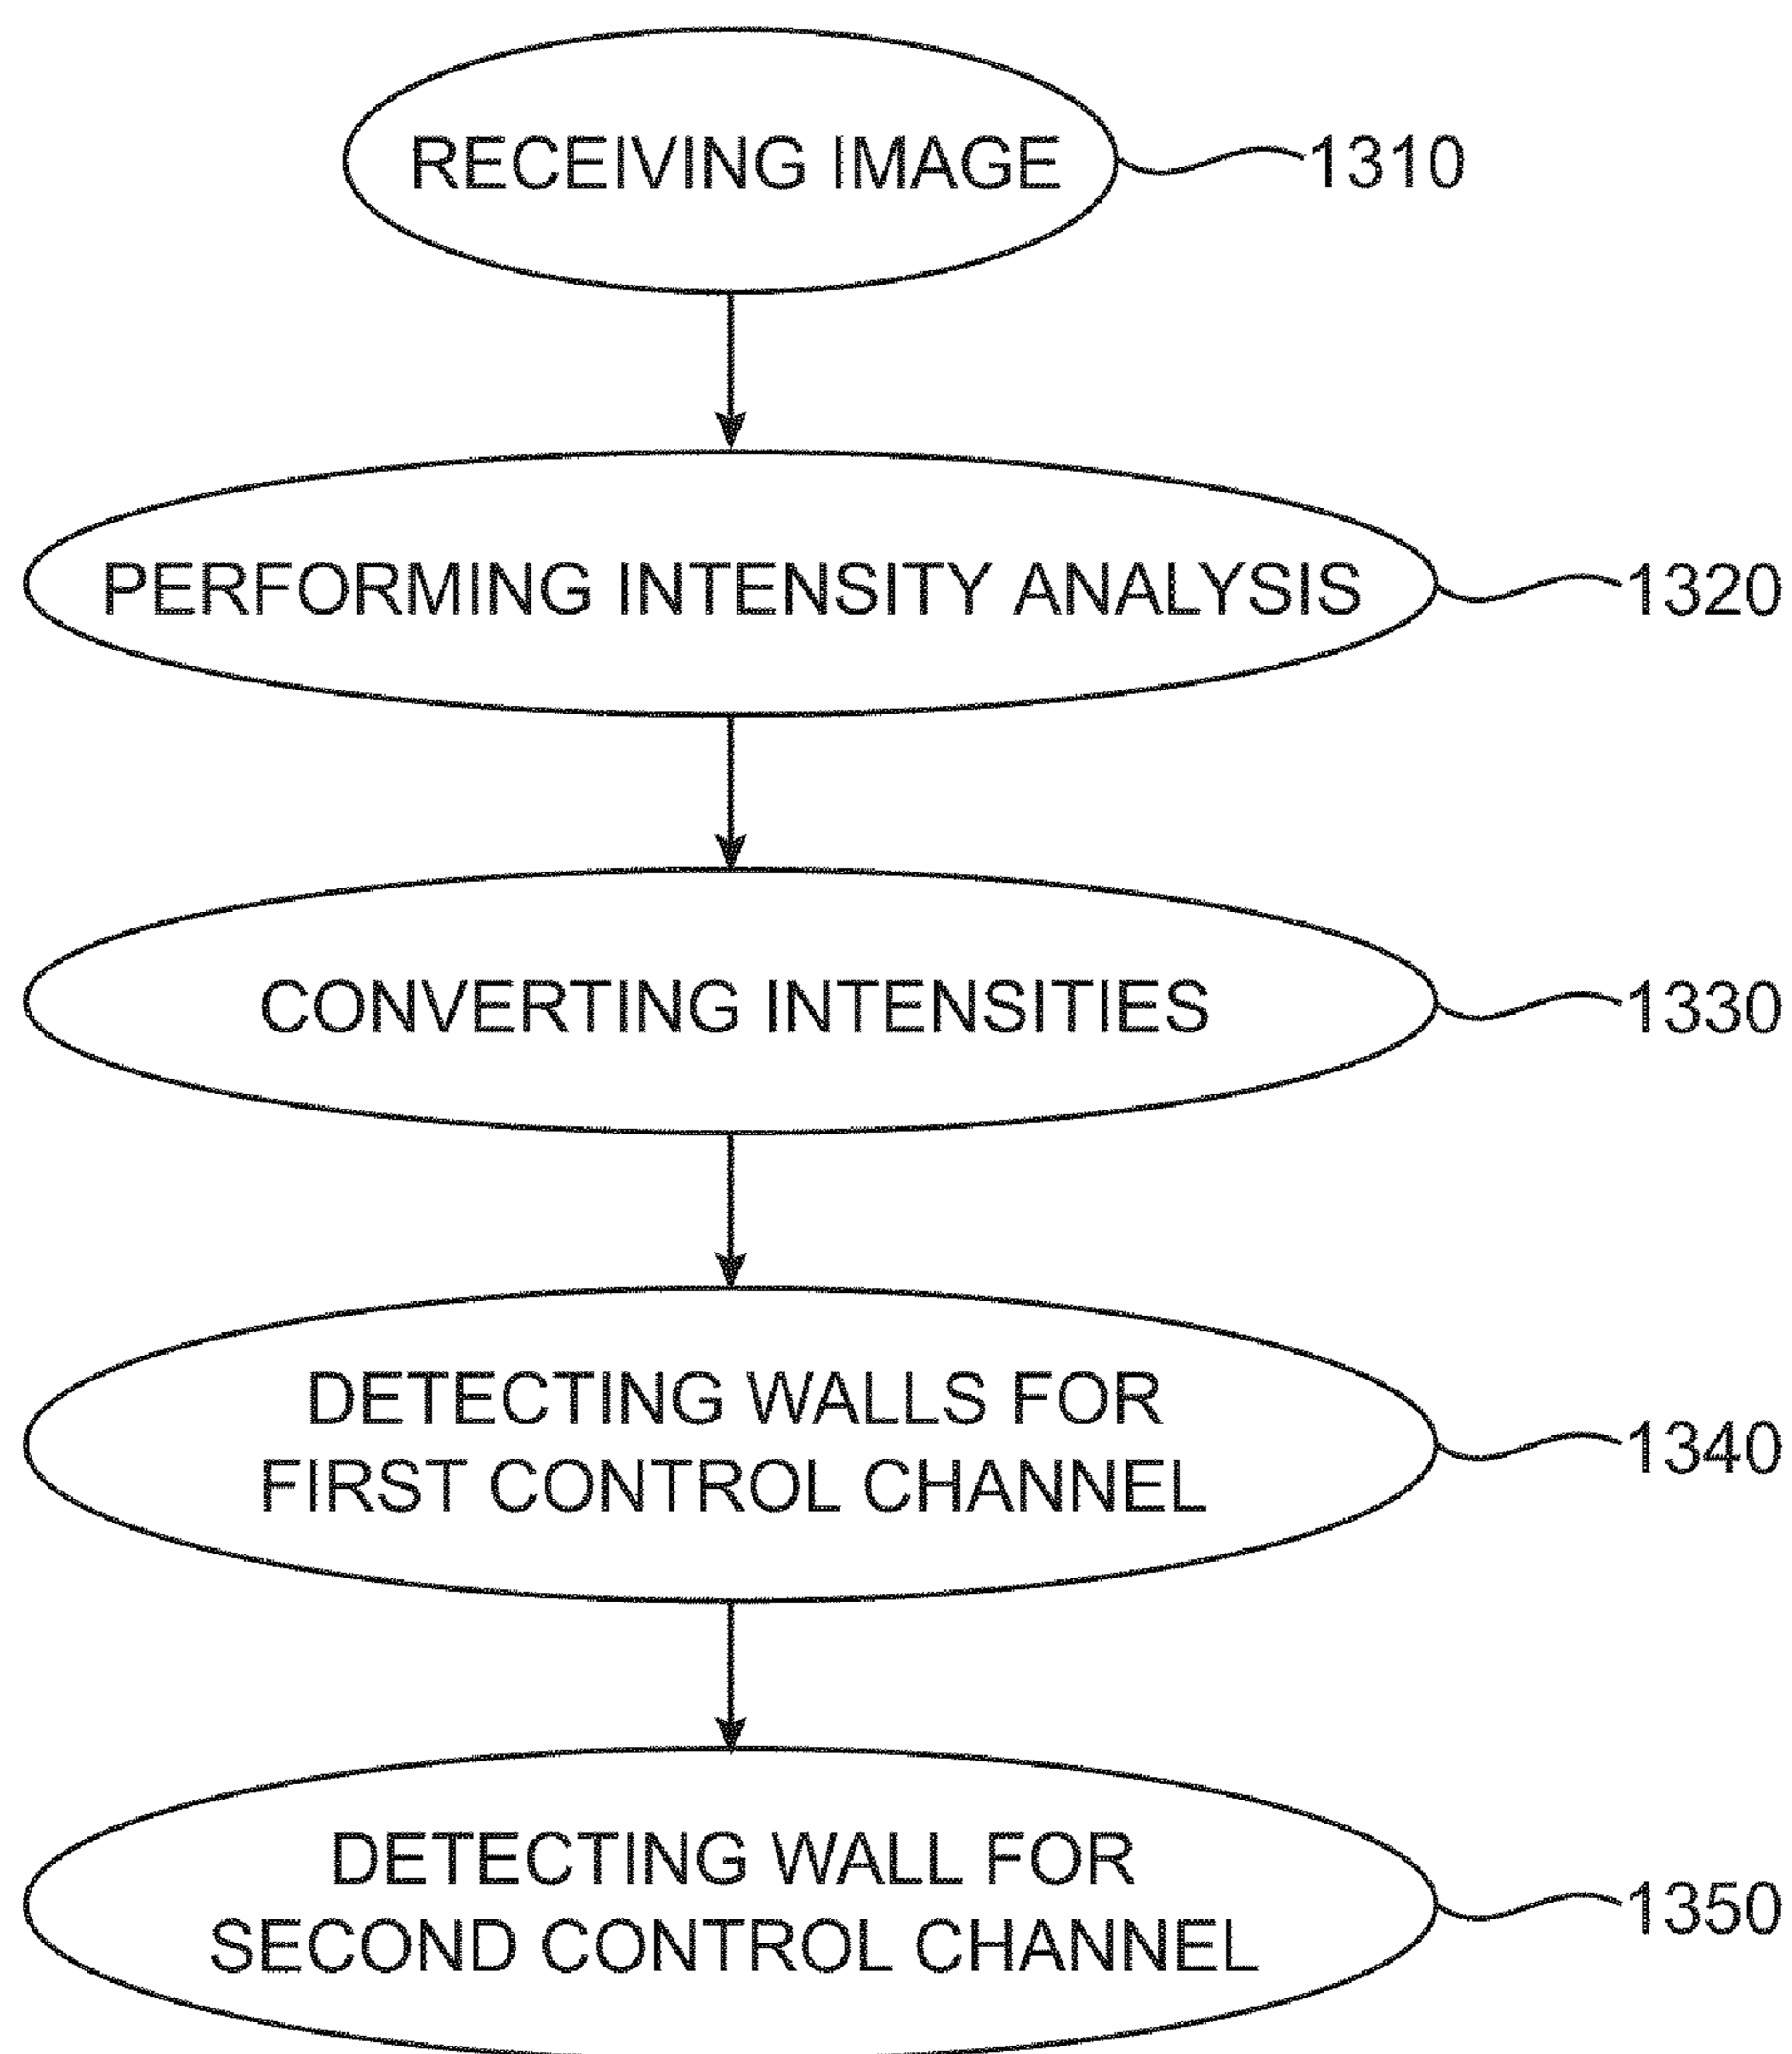 RECEIVING IMAGE
1310
PERFORMING INTENSITY ANALYSIS
1320
CONVERTING INTENSITIES
1330
DETECTING WALLS FOR
FIRST CONTROL CHANNEL
1340
DETECTING WALL FOR
SECOND CONTROL CHANNEL
1350